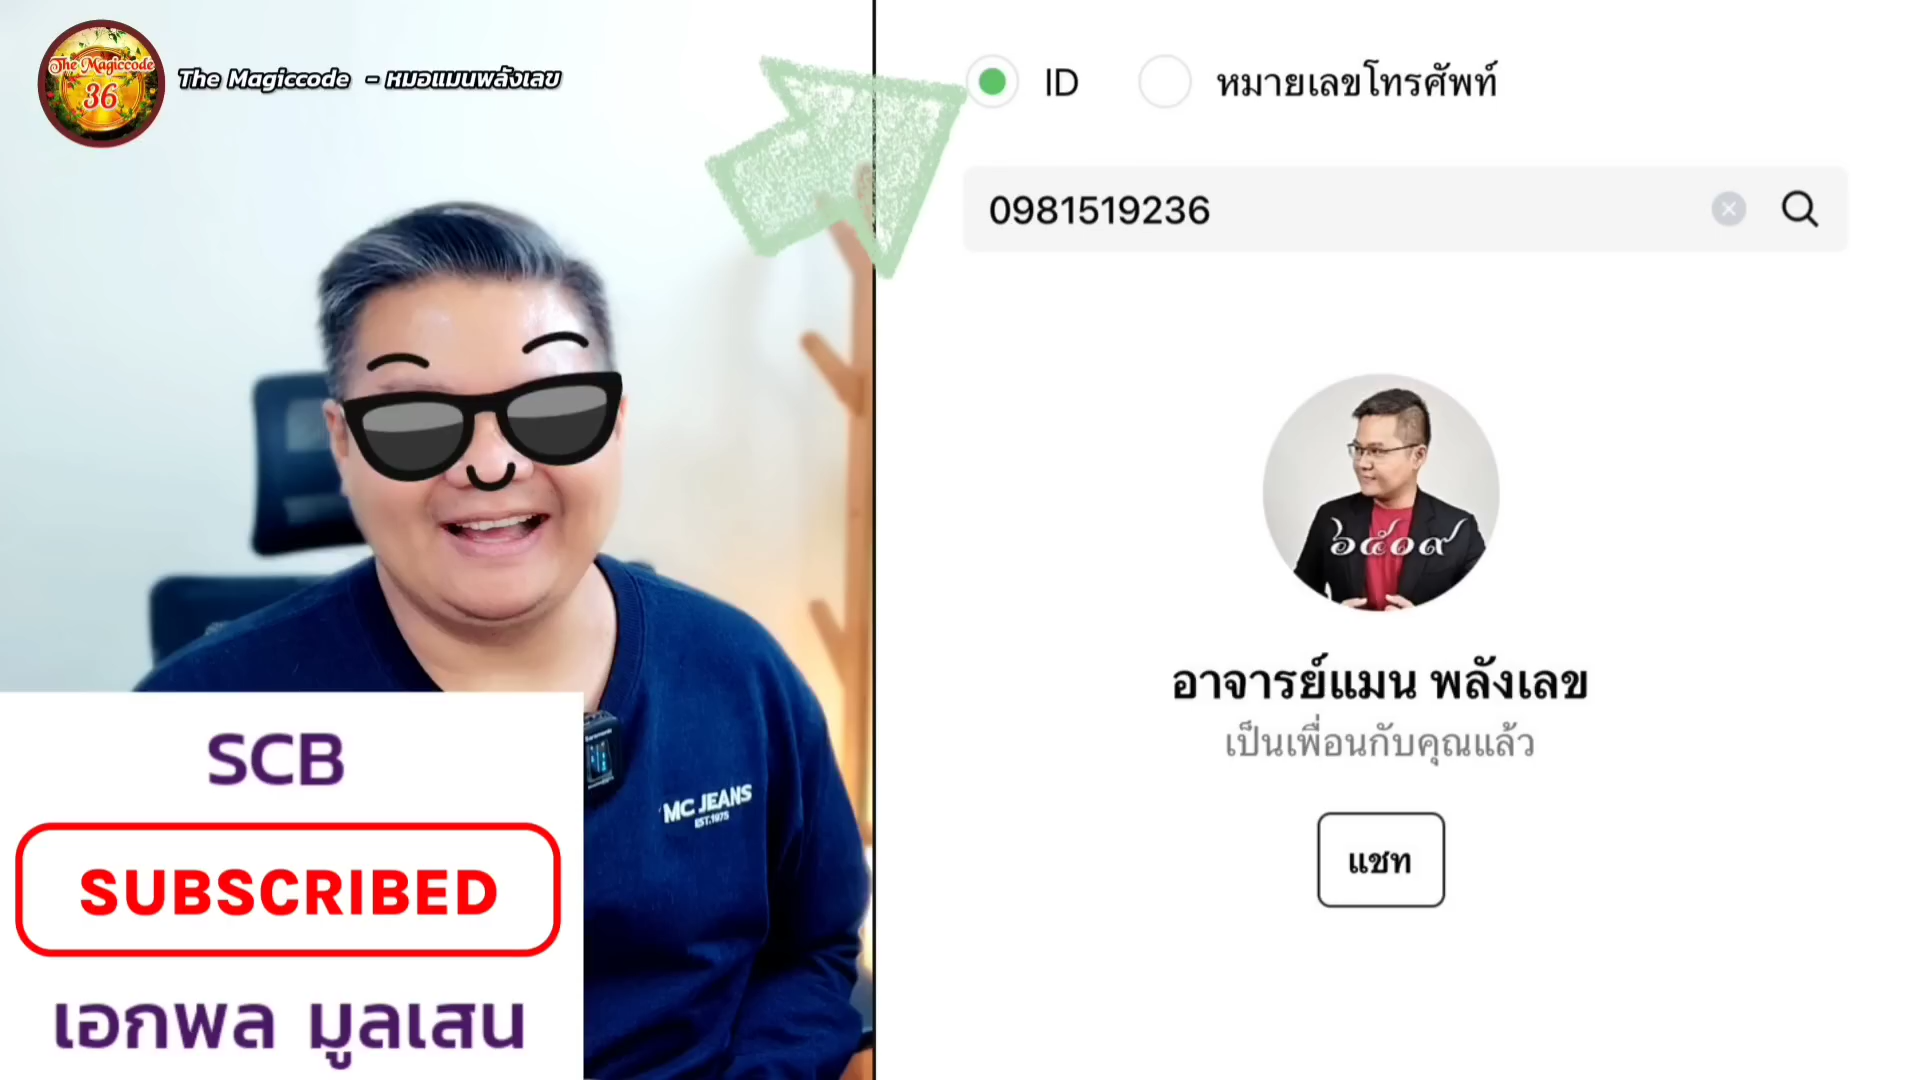 The Magiccode
36
The Magiccode - หมอแมนพลังเลข
ID
หมายเลขโทรศัพท์
0981519236
๖๕๑๙
อาจารย์แมน พลังเลข
เป็นเพื่อนกับคุณแล้ว
แชท
MC JEANS
EST.1975
SCB
SUBSCRIBED
เอกพล มูลเสน